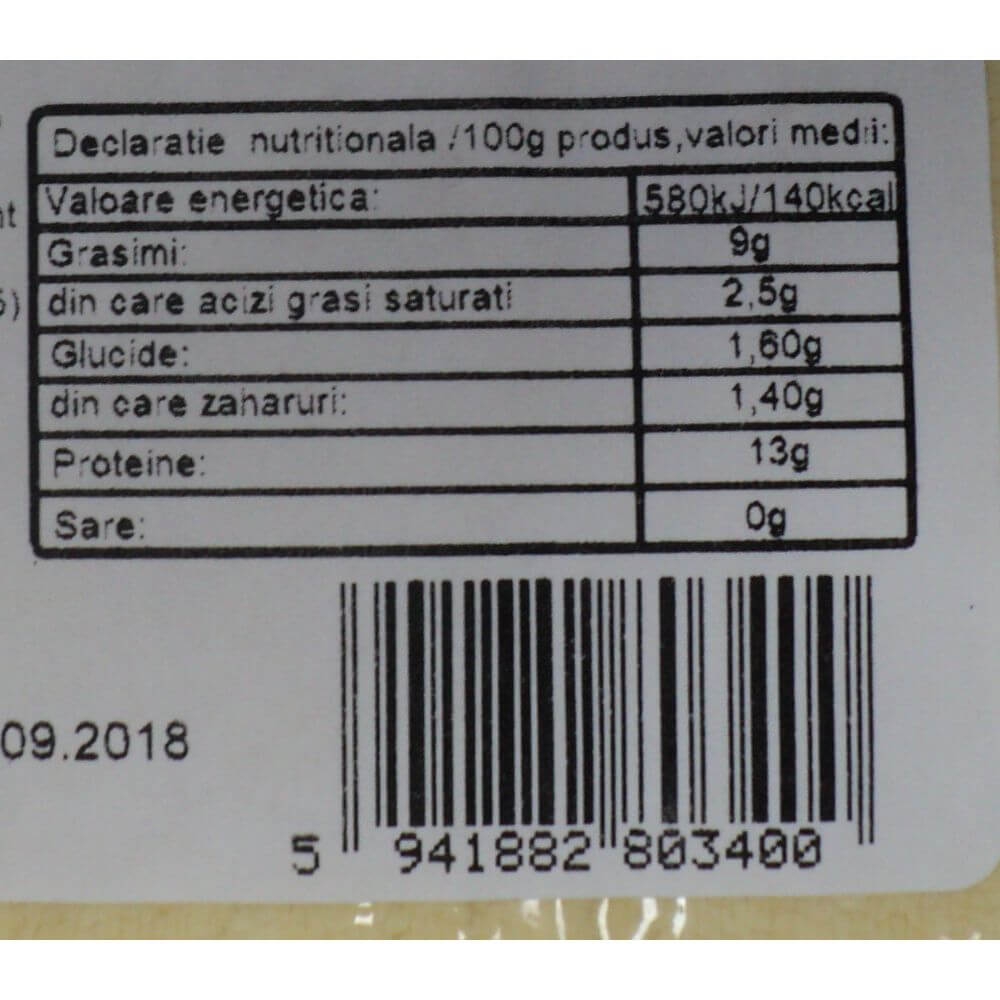 Declaratie nutritionala /100g produs,valori medii:
Valoare energetica: 580kJ/140kcal
Grasimi: 9g
din care acizi grasi saturati 2,5g
Glucide: 1,60g
din care zaharuri: 1,40g
Proteine: 13g
Sare: 0g
09.2018
5 941882 803400